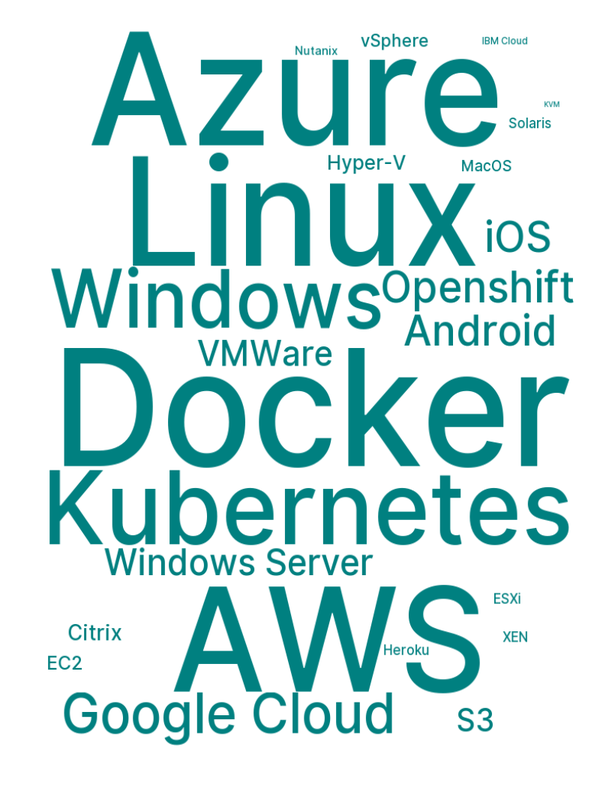 vSphere
IBM Cloud
Nutanix
Azure
KVM
Solaris
Hyper-V
MacOS
Linux
iOS
Windows
Openshift
Android
VMWare
Docker
Kubernetes
Windows Server
AWS
ESXi
Citrix
XEN
Heroku
EC2
Google Cloud
S3